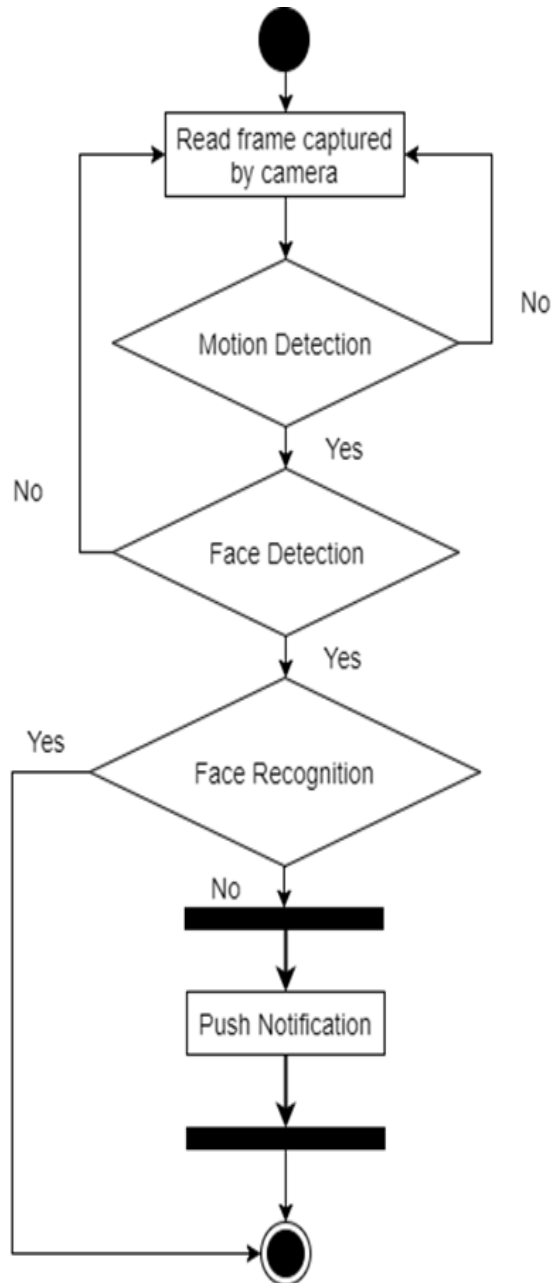 Read frame captured
by camera
No
Motion Detection
Yes
No
Face Detection
Yes
Yes
Face Recognition
No
Push Notification